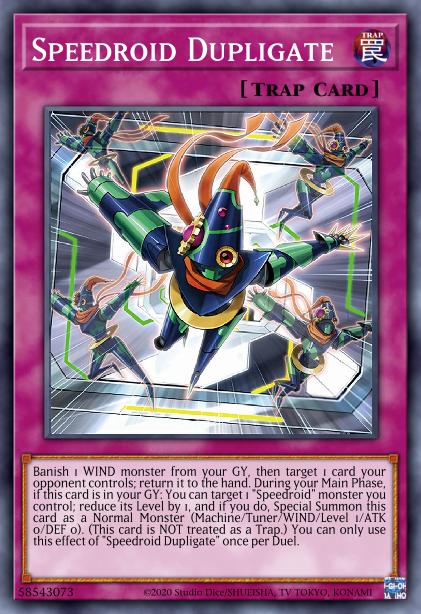 Speedroid Dupligate
TRAP
罠
[Trap Card]
Banish 1 WIND monster from your GY, then target 1 card your
opponent controls; return it to the hand. During your Main Phase,
if this card is in your GY: You can target 1 "Speedroid" monster you
control; reduce its Level by 1, and if you do, Special Summon this
card as a Normal Monster (Machine/Tuner/WIND/Level 1/ATK
0/DEF 0). (This card is NOT treated as a Trap.) You can only use
this effect of "Speedroid Dupligate" once per Duel.
58543073
©2020 Studio Dice/SHUEISHA, TV TOKYO, KONAMI